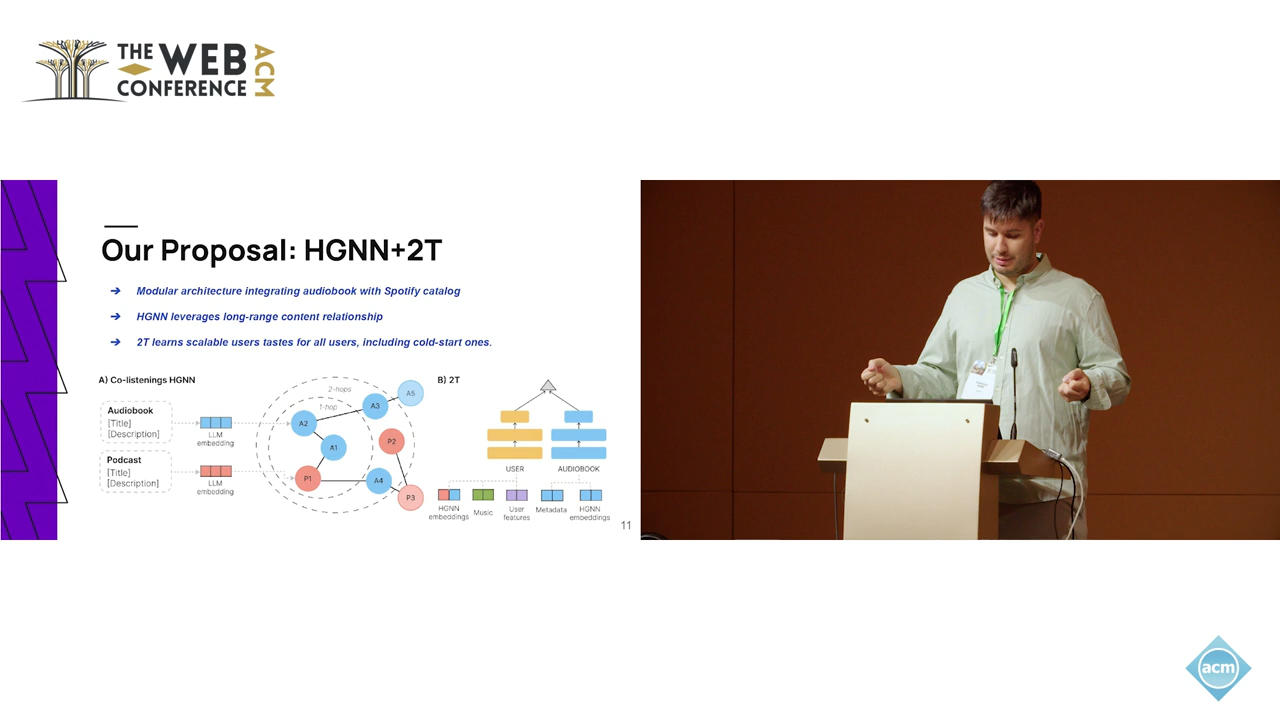 THE WEB
CONFERENCE
ACM
Our Proposal: HGNN+2T
➔ Modular architecture integrating audiobook with Spotify catalog
➔ HGNN leverages long-range content relationship
➔ 2T learns scalable users tastes for all users, including cold-start ones.
A) Co-listenings HGNN
Audiobook
[Title]
[Description]
LLM
embedding
Podcast
[Title]
[Description]
LLM
embedding
2-hops
1-hop
A5
A3
A2
A1
P2
P1
A4
P3
B) 2T
USER
AUDIOBOOK
HGNN
embeddings
Music
User
features
Metadata
HGNN
embeddings
11
acm